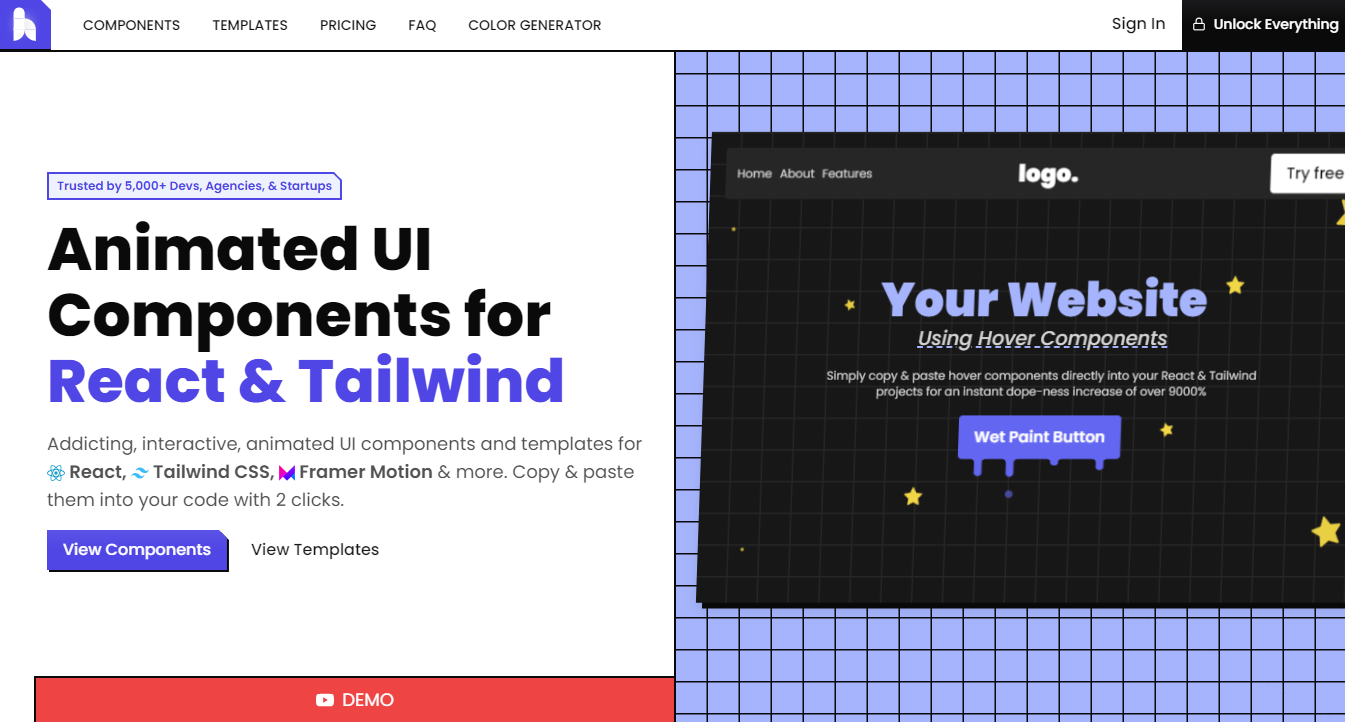 COMPONENTS TEMPLATES PRICING FAQ COLOR GENERATOR Sign In Unlock Everything
Trusted by 5,000+ Devs, Agencies, & Startups
Animated UI
Components for
React & Tailwind
Addicting, interactive, animated UI components and templates for
React, Tailwind CSS, Framer Motion & more. Copy & paste
them into your code with 2 clicks.
View Components View Templates
DEMO
Home About Features logo. Try free
Your Website
Using Hover Components
Simply copy & paste hover components directly into your React & Tailwind
projects for an instant dope-ness increase of over 9000%
Wet Paint Button